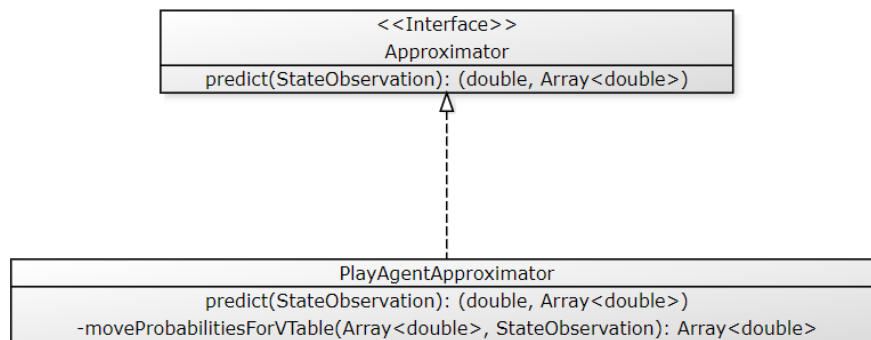 <<Interface>>
Approximator
predict(StateObservation): (double, Array<double>)
PlayAgentApproximator
predict(StateObservation): (double, Array<double>)
-moveProbabilitiesForVTable(Array<double>, StateObservation): Array<double>